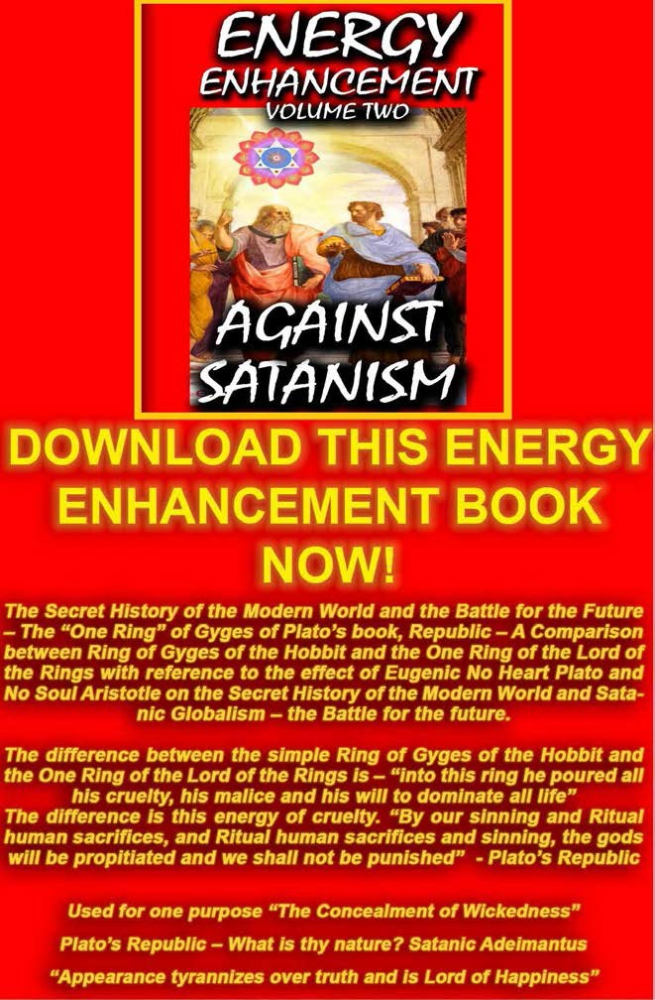 ENERGY
ENHANCEMENT
VOLUME TWO
AGAINST
SATANISM
DOWNLOAD THIS ENERGY
ENHANCEMENT BOOK
NOW!
The Secret History of the Modern World and the Battle for the Future
– The “One Ring” of Gyges of Plato’s book, Republic – A Comparison
between Ring of Gyges of the Hobbit and the One Ring of the Lord of
the Rings with reference to the effect of Eugenic No Heart Plato and
No Soul Aristotle on the Secret History of the Modern World and Sata-
nic Globalism – the Battle for the future.
The difference between the simple Ring of Gyges of the Hobbit and
the One Ring of the Lord of the Rings is – “into this ring he poured all
his cruelty, his malice and his will to dominate all life”
The difference is this energy of cruelty. “By our sinning and Ritual
human sacrifices, and Ritual human sacrifices and sinning, the gods
will be propitiated and we shall not be punished” - Plato’s Republic
Used for one purpose “The Concealment of Wickedness”
Plato’s Republic – What is thy nature? Satanic Adeimantus
“Appearance tyrannizes over truth and is Lord of Happiness”